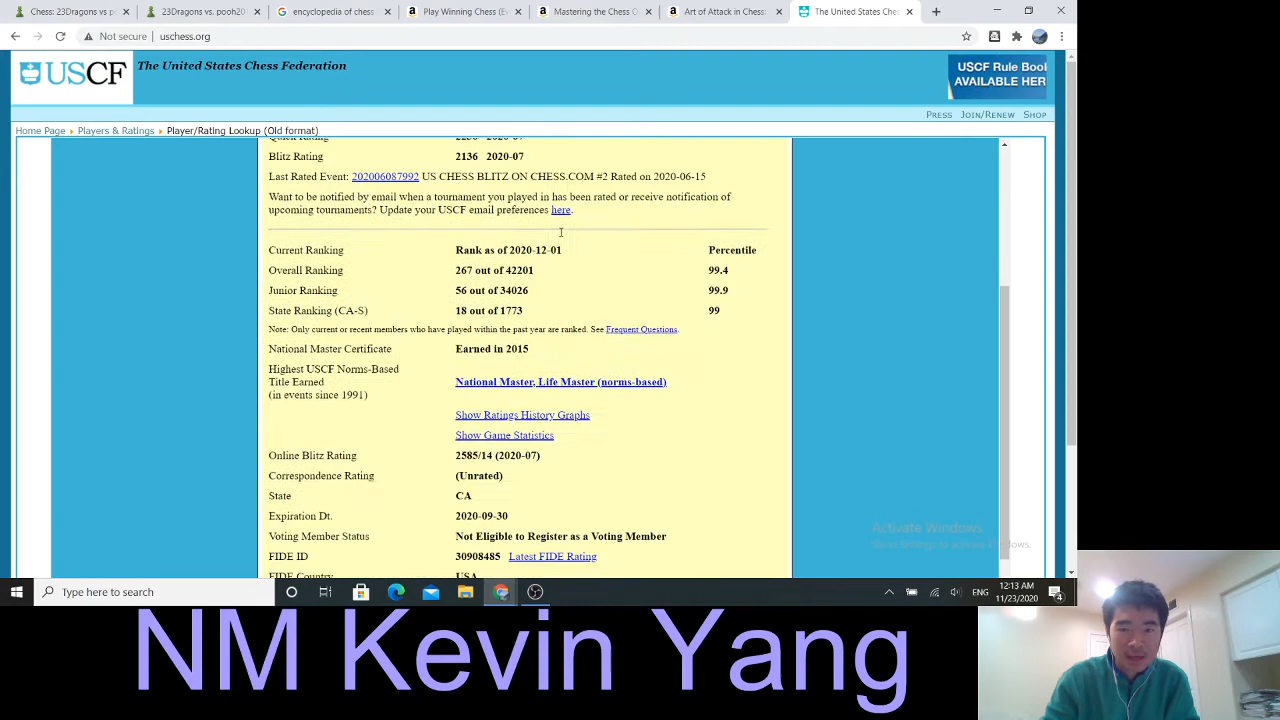 Chess: 23Dragons vs po
23Dragons vs. pooh20
encyclopedia of chess
Play Winning Chess (Ev
Mastering the Chess O
Art of Attack in Chess:
The United States Che
Not secure | uschess.org
USCF
The United States Chess Federation
USCF Rule Book
AVAILABLE HER
PRESS JOIN/RENEW SHOP
Home Page Players & Ratings Player/Rating Lookup (Old format)
Blitz Rating 2136 2020-07
Last Rated Event: 202006087992 US CHESS BLITZ ON CHESS.COM #2 Rated on 2020-06-15
Want to be notified by email when a tournament you played in has been rated or receive notification of
upcoming tournaments? Update your USCF email preferences here.
Current Ranking Rank as of 2020-12-01 Percentile
Overall Ranking 267 out of 42201 99.4
Junior Ranking 56 out of 34026 99.9
State Ranking (CA-S) 18 out of 1773 99
Note: Only current or recent members who have played within the past year are ranked. See Frequent Questions.
National Master Certificate Earned in 2015
Highest USCF Norms-Based
Title Earned National Master, Life Master (norms-based)
(in events since 1991)
Show Ratings History Graphs
Show Game Statistics
Online Blitz Rating 2585/14 (2020-07)
Correspondence Rating (Unrated)
State CA
Expiration Dt. 2020-09-30
Voting Member Status Not Eligible to Register as a Voting Member
FIDE ID 30908485 Latest FIDE Rating
FIDE Country USA
Activate Windows
Go to Settings to activate Windows.
Type here to search
ENG
12:13 AM
11/23/2020
4
NM Kevin Yang